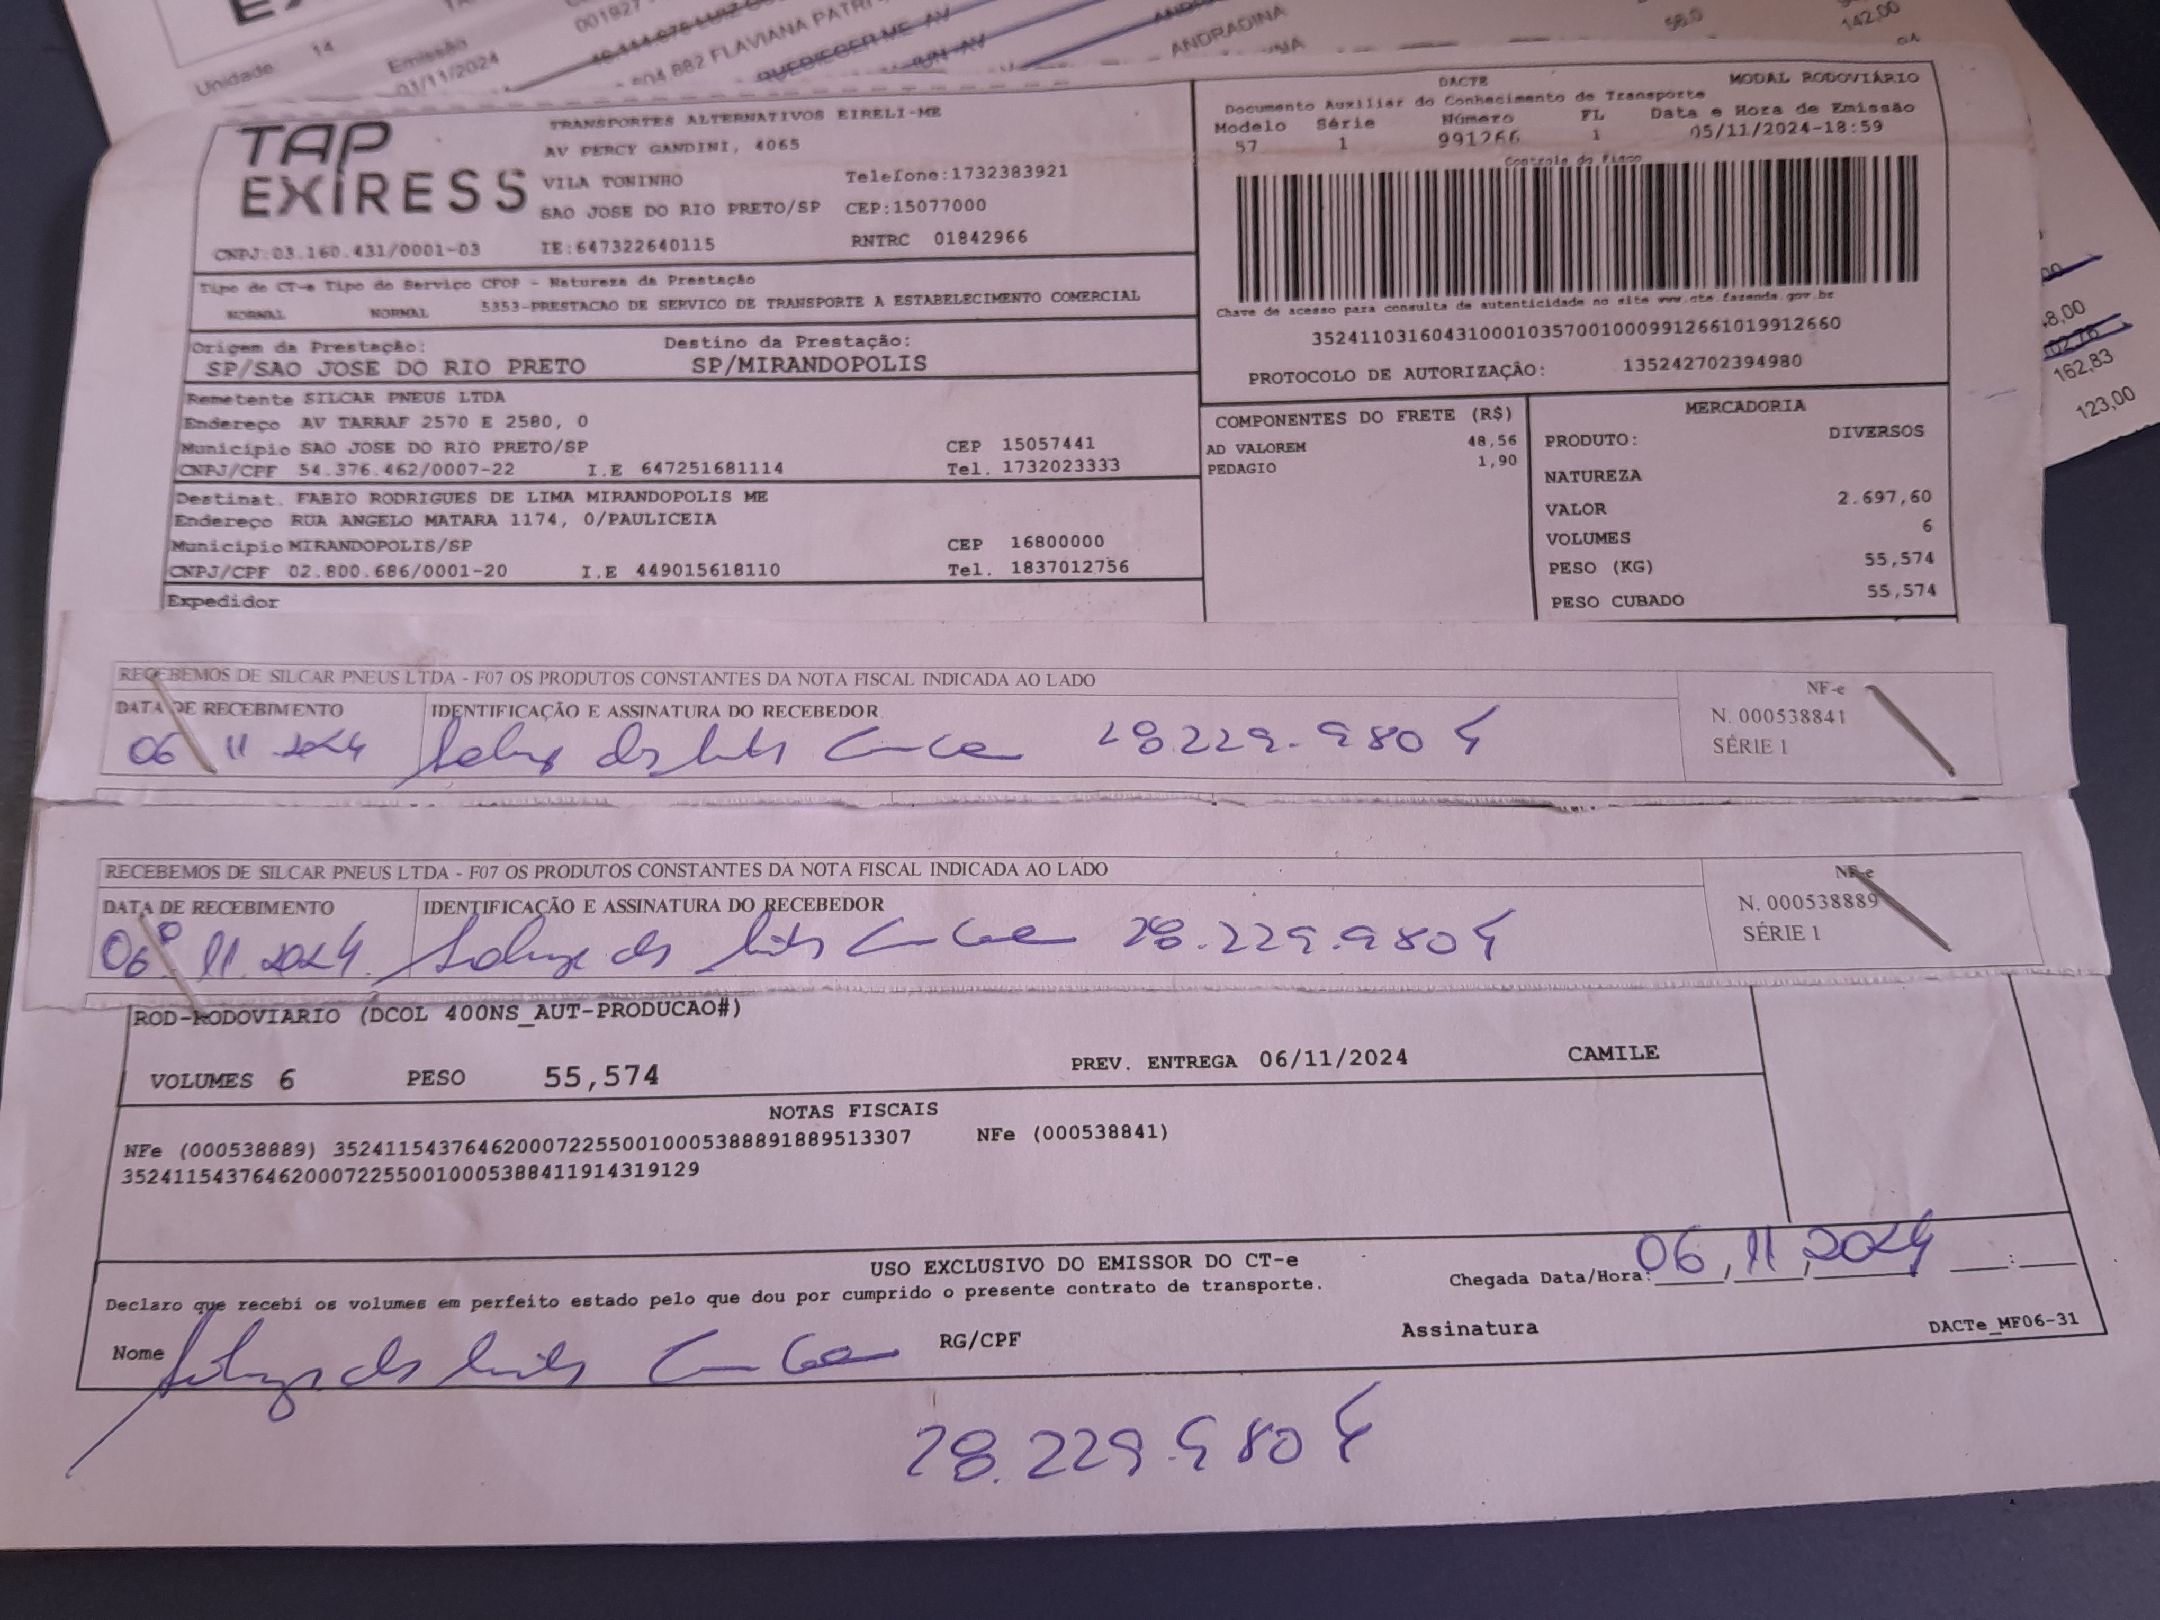 Unidade 14 Emissão
01/11/2024
ANDRADINA
142,00
162,83
123,00
TAP
EXPRESS
TRANSPORTES ALTERNATIVOS EIRELI-ME
AV PERCY GANDINI, 4065
VILA TONINHO Telefone:1732383921
SAO JOSE DO RIO PRETO/SP CEP:15077000
CNPJ:03.160.431/0001-03 IE:647322640115 RNTRC 01842966
DACTE MODAL RODOVIÁRIO
Documento Auxiliar do Conhecimento de Transporte
Modelo Série Número FL Data e Hora de Emissão
57 1 991266 1 05/11/2024-18:59
Controle do Fisco
Chave de acesso para consulta de autenticidade no site www.cte.fazenda.gov.br
35241103160431000103570010009912661019912660
PROTOCOLO DE AUTORIZAÇÃO: 135242702394980
Tipo do CT-e Tipo do Serviço CFOP - Natureza da Prestação
NORMAL NORMAL 5353-PRESTACAO DE SERVICO DE TRANSPORTE A ESTABELECIMENTO COMERCIAL
Origem da Prestação: Destino da Prestação:
SP/SAO JOSE DO RIO PRETO SP/MIRANDOPOLIS
Remetente SILCAR PNEUS LTDA
Endereço AV TARRAF 2570 E 2580, 0
Município SAO JOSE DO RIO PRETO/SP CEP 15057441
CNPJ/CPF 54.376.462/0007-22 I.E 647251681114 Tel. 1732023333
Destinat. FABIO RODRIGUES DE LIMA MIRANDOPOLIS ME
Endereço RUA ANGELO MATARA 1174, 0/PAULICEIA
Município MIRANDOPOLIS/SP CEP 16800000
CNPJ/CPF 02.800.686/0001-20 I.E 449015618110 Tel. 1837012756
Expedidor
COMPONENTES DO FRETE (R$)
AD VALOREM 48,56
PEDAGIO 1,90
MERCADORIA
PRODUTO: DIVERSOS
NATUREZA
VALOR 2.697,60
VOLUMES 6
PESO (KG) 55,574
PESO CUBADO 55,574
RECEBEMOS DE SILCAR PNEUS LTDA - F07 OS PRODUTOS CONSTANTES DA NOTA FISCAL INDICADA AO LADO
NF-e
N. 000538841
SÉRIE 1
DATA DE RECEBIMENTO IDENTIFICAÇÃO E ASSINATURA DO RECEBEDOR
06 11 2024 28.229.980 4
RECEBEMOS DE SILCAR PNEUS LTDA - F07 OS PRODUTOS CONSTANTES DA NOTA FISCAL INDICADA AO LADO
NF-e
N. 000538889
SÉRIE 1
DATA DE RECEBIMENTO IDENTIFICAÇÃO E ASSINATURA DO RECEBEDOR
06 11 2024 28.229.980 4
ROD-RODOVIARIO (DCOL 400NS_AUT-PRODUCAO#)
VOLUMES 6 PESO 55,574 PREV. ENTREGA 06/11/2024 CAMILE
NOTAS FISCAIS
NFe (000538889) 35241154376462000722550010005388891889513307 NFe (000538841)
35241154376462000722550010005388411914319129
USO EXCLUSIVO DO EMISSOR DO CT-e
Declaro que recebi os volumes em perfeito estado pelo que dou por cumprido o presente contrato de transporte.
Chegada Data/Hora: 06, 11, 2024 :
Nome RG/CPF Assinatura DACTe_MF06-31
28.229.980 4